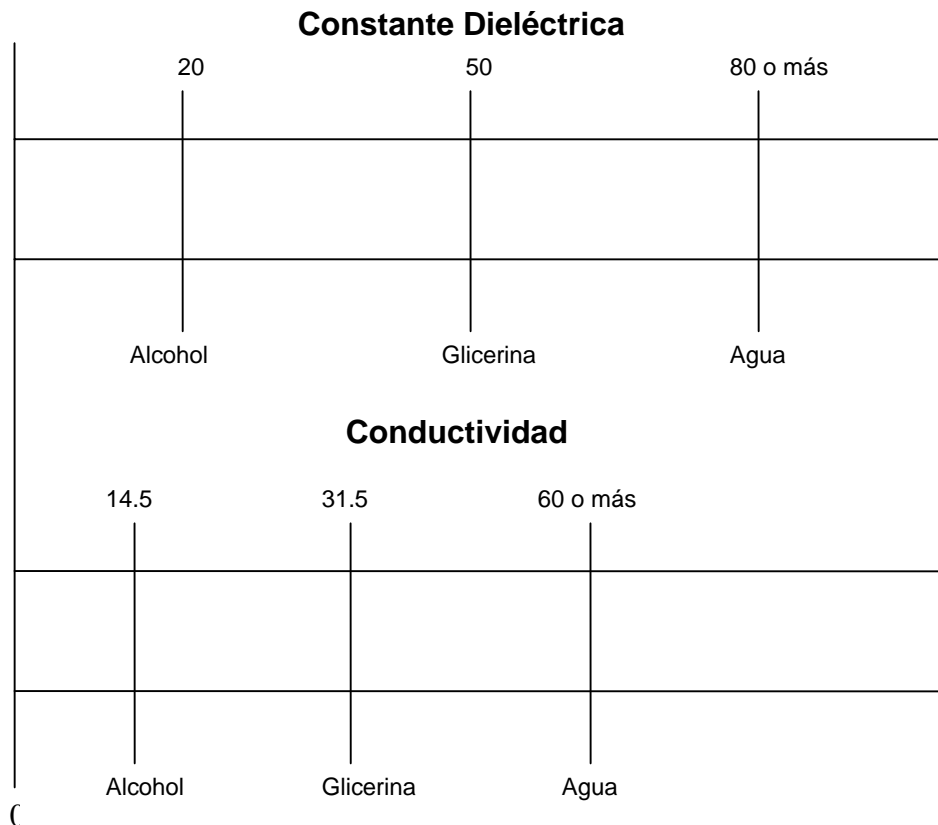 Constante Dieléctrica
20 50 80 o más
Alcohol Glicerina Agua
Conductividad
14.5 31.5 60 o más
Alcohol Glicerina Agua